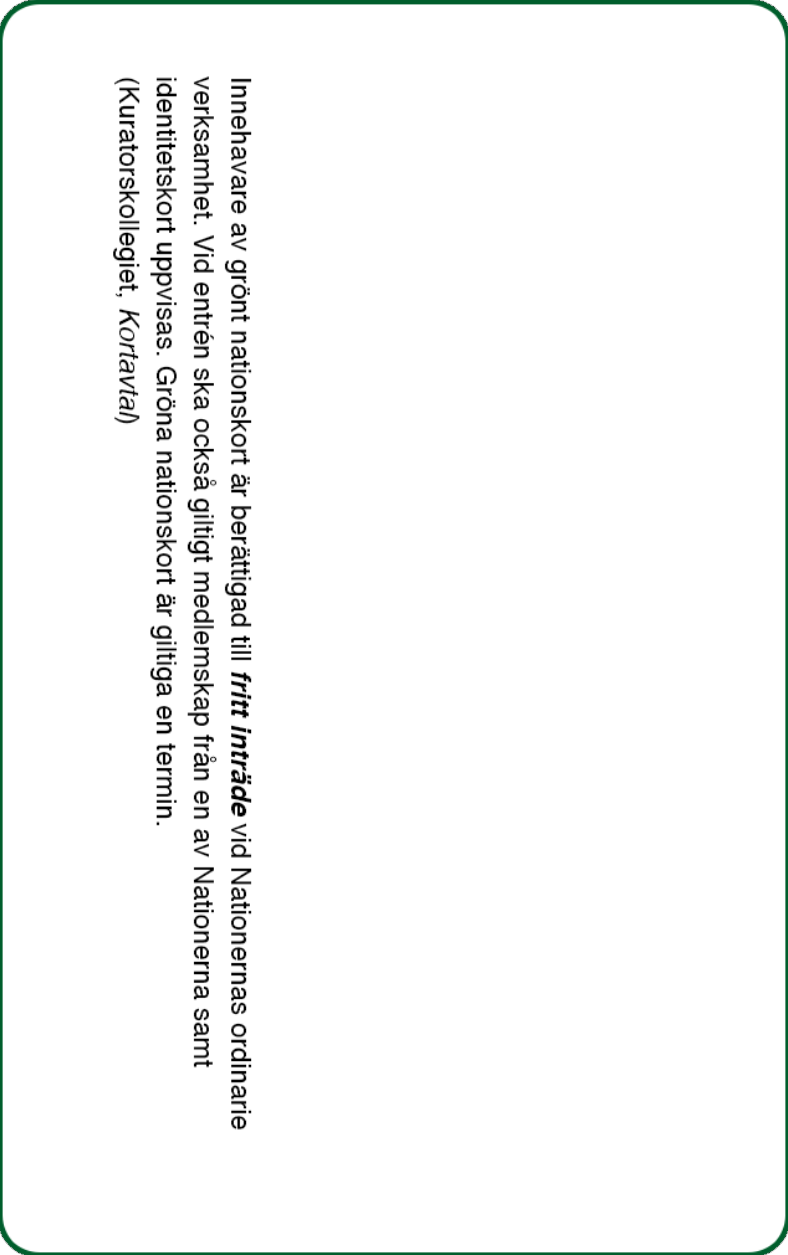 Innehavare av grönt nationskort är berättigad till fritt inträde vid Nationernas ordinarie
verksamhet. Vid entrén ska också giltigt medlemskap från en av Nationerna samt
identitetskort uppvisas. Gröna nationskort är giltiga en termin.
(Kuratorskollegiet, Kortavtal)